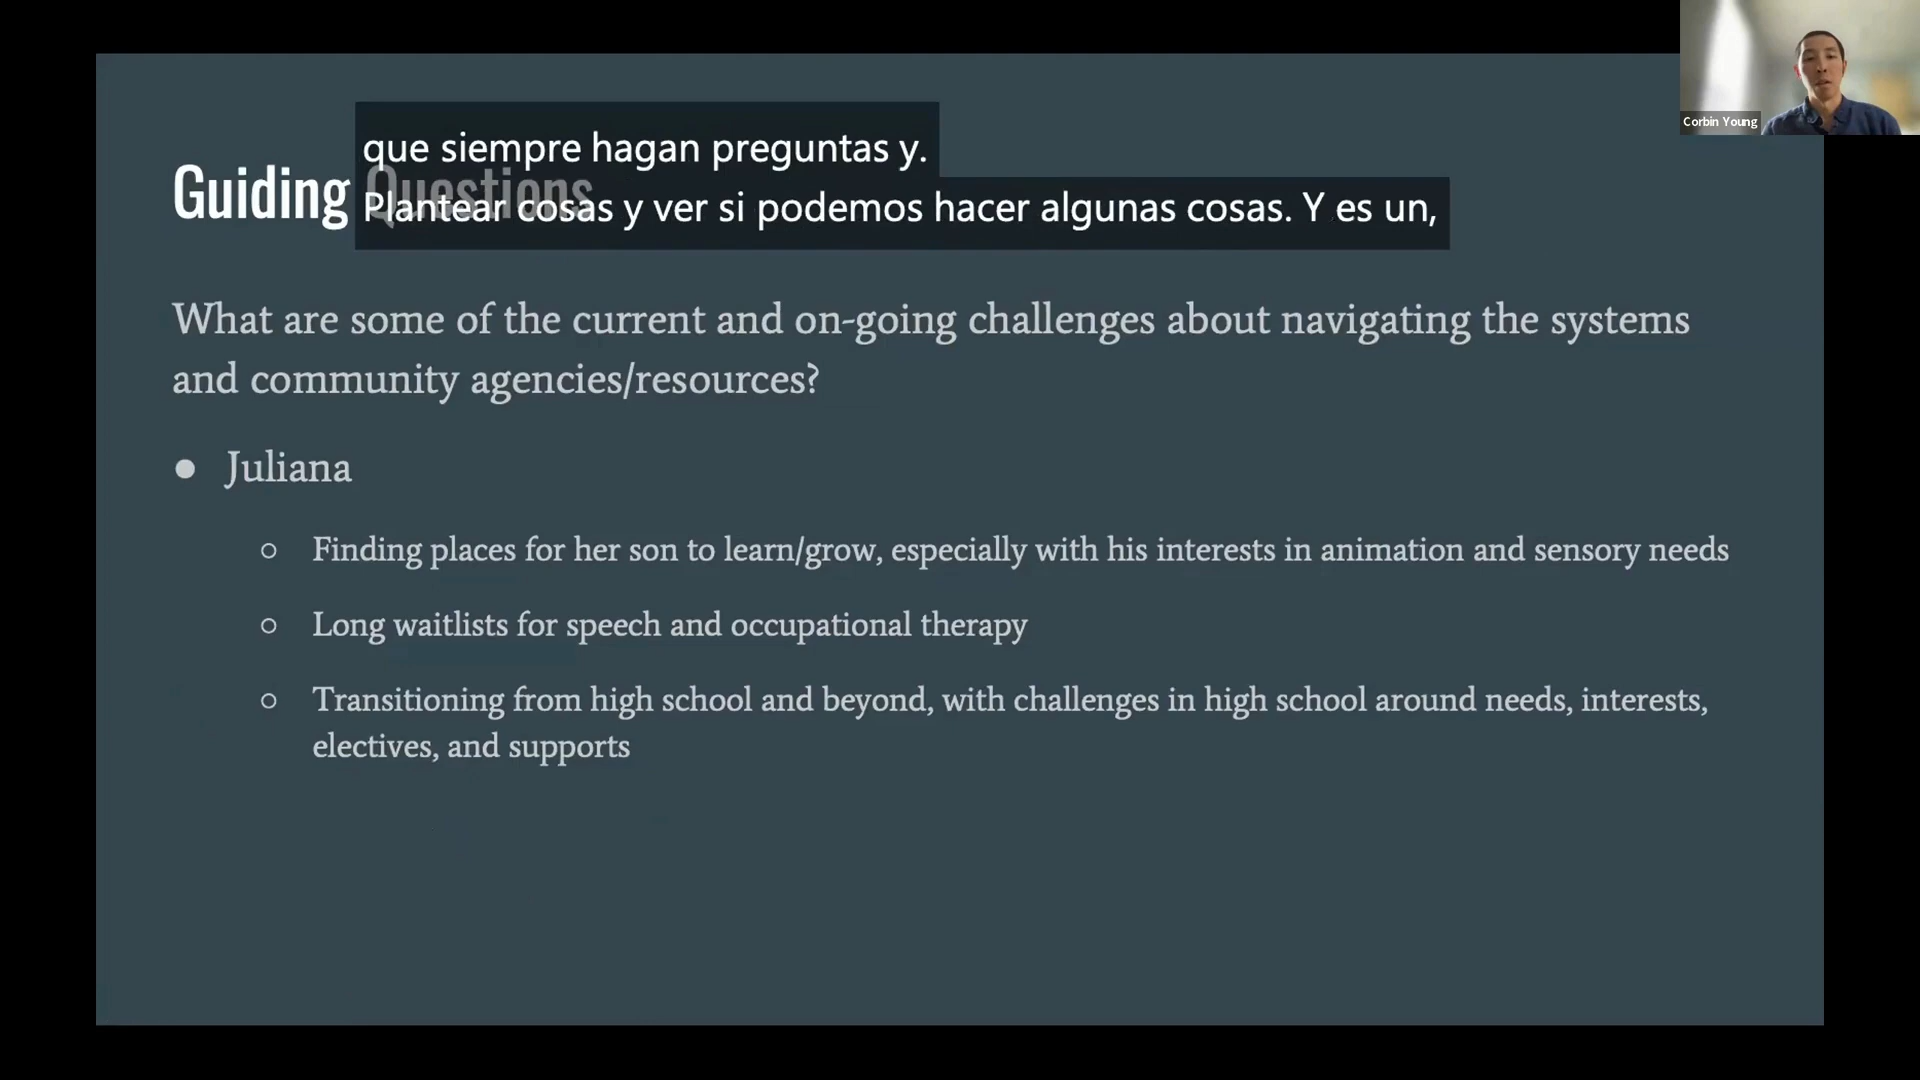 Corbin Young
que siempre hagan preguntas y.
Plantear cosas y ver si podemos hacer algunas cosas. Y es un,
Guiding Questions
What are some of the current and on-going challenges about navigating the systems
and community agencies/resources?
● Juliana
○ Finding places for her son to learn/grow, especially with his interests in animation and sensory needs
○ Long waitlists for speech and occupational therapy
○ Transitioning from high school and beyond, with challenges in high school around needs, interests,
electives, and supports